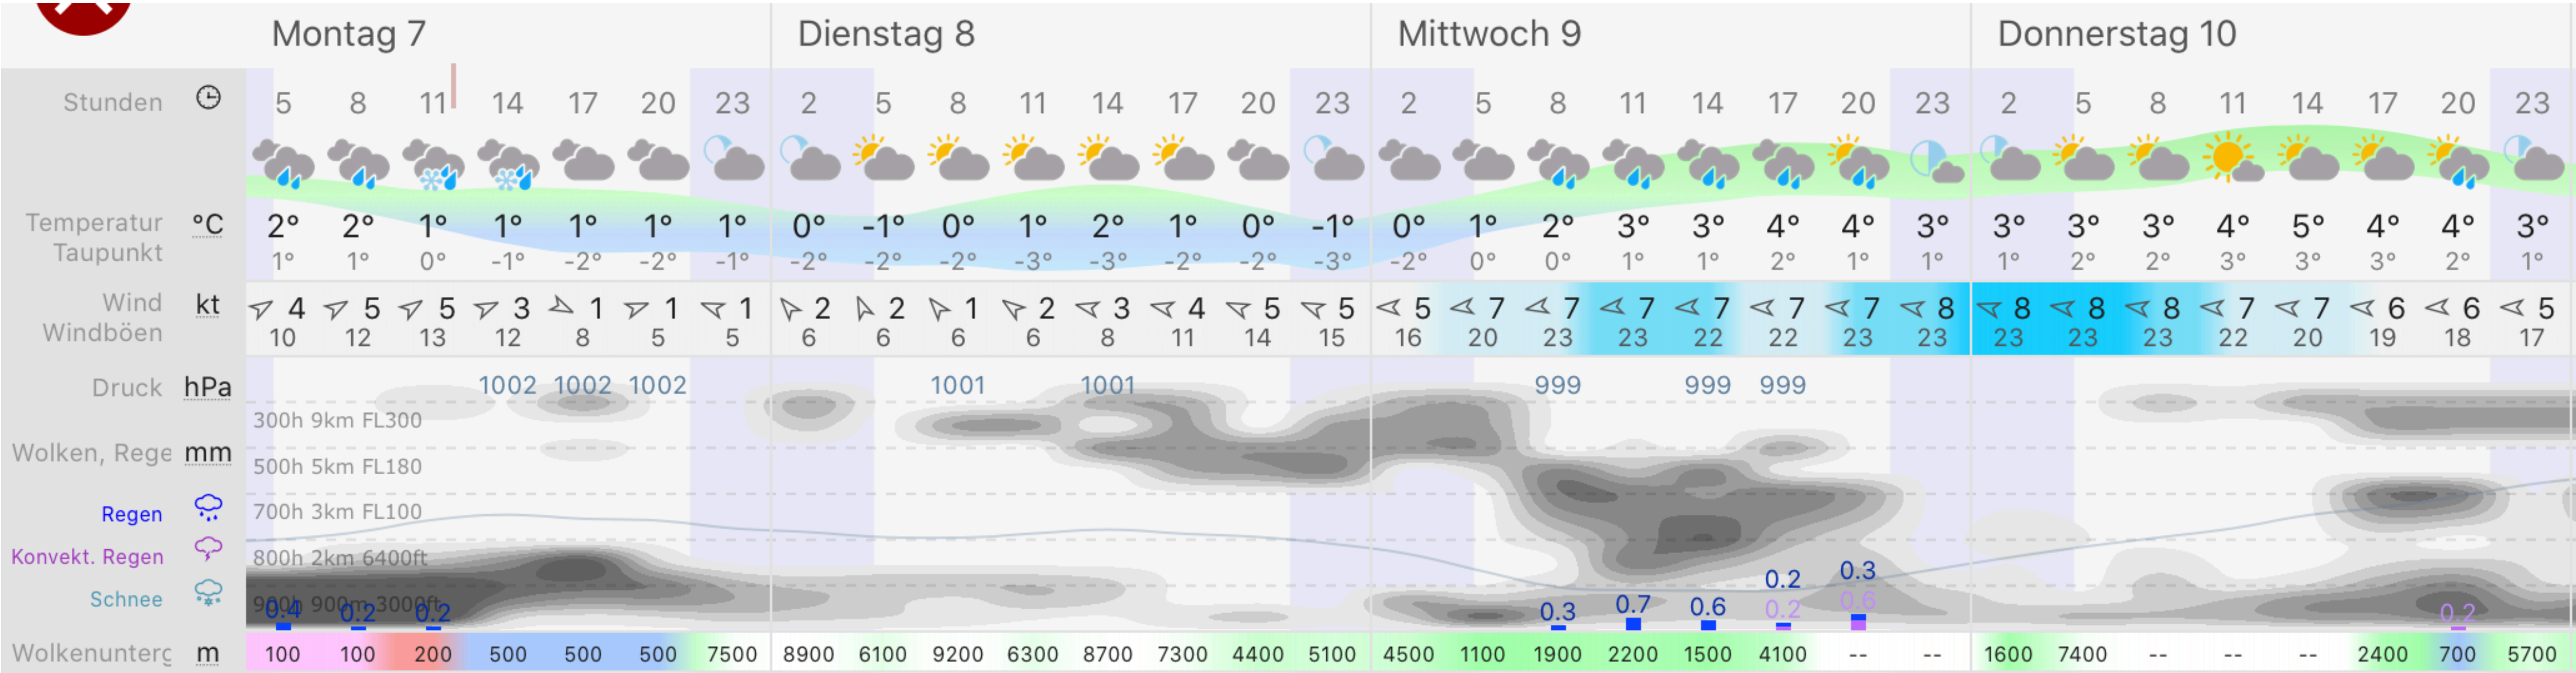 Montag 7 Dienstag 8 Mittwoch 9 Donnerstag 10
Stunden 5 8 11 14 17 20 23 2 5 8 11 14 17 20 23 2 5 8 11 14 17 20 23 2 5 8 11 14 17 20 23
Temperatur °C 2° 2° 1° 1° 1° 1° 1° 0° -1° 0° 1° 2° 1° 0° -1° 0° 1° 2° 3° 3° 4° 4° 3° 3° 3° 3° 4° 5° 4° 4° 3°
Taupunkt 1° 1° 0° -1° -2° -2° -1° -2° -2° -2° -3° -3° -2° -2° -3° -2° 0° 0° 1° 1° 2° 1° 1° 1° 2° 2° 3° 3° 3° 2° 1°
Wind kt 4 5 5 3 1 1 1 2 2 1 2 3 4 5 5 5 7 7 7 7 7 7 8 8 8 8 7 7 6 6 5
Windböen 10 12 13 12 8 5 5 6 6 6 6 8 11 14 15 16 20 23 23 22 22 23 23 23 23 23 22 20 19 18 17
Druck hPa 1002 1002 1002 1001 1001 999 999 999
300h 9km FL300
Wolken, Rege mm
500h 5km FL180
Regen 700h 3km FL100
Konvekt. Regen 800h 2km 6400ft
Schnee 900h 900m 3000ft
0.2 0.3
0.4 0.2 0.2 0.3 0.7 0.6 0.2 0.6 0.2
Wolkenunterg m 100 100 200 500 500 500 7500 8900 6100 9200 6300 8700 7300 4400 5100 4500 1100 1900 2200 1500 4100 -- -- 1600 7400 -- -- -- 2400 700 5700